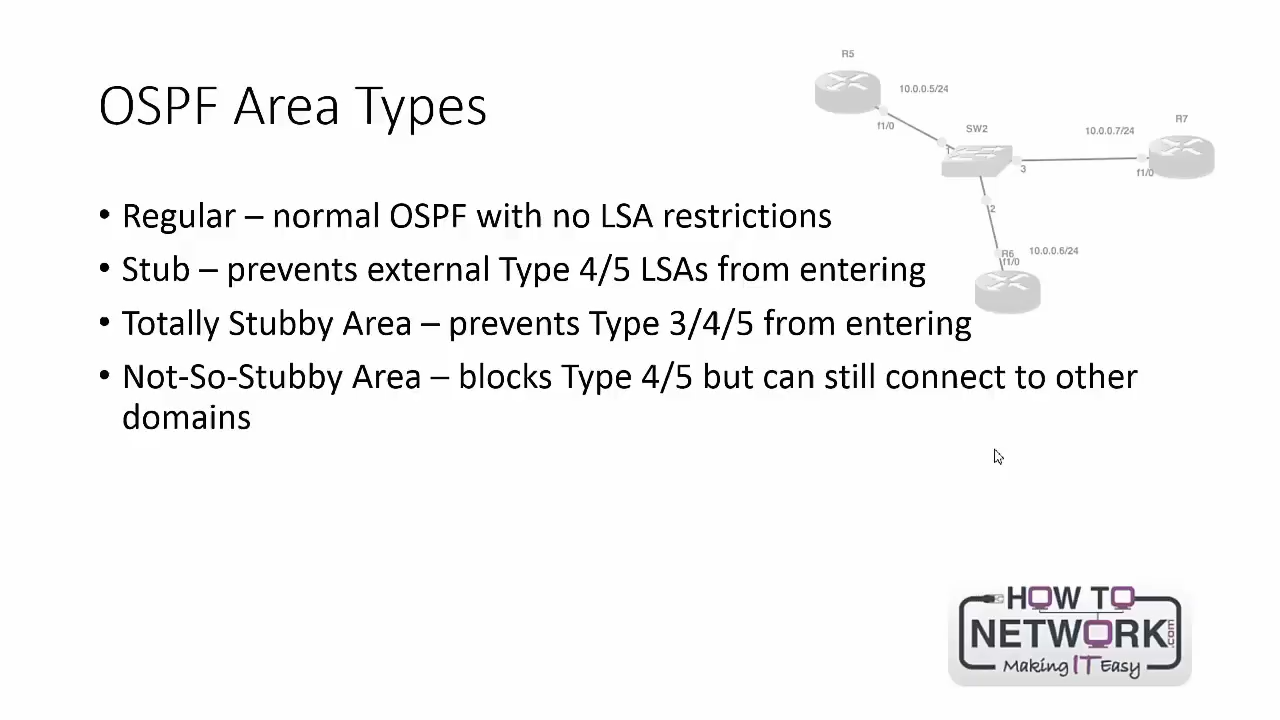 OSPF Area Types
• Regular – normal OSPF with no LSA restrictions
• Stub – prevents external Type 4/5 LSAs from entering
• Totally Stubby Area – prevents Type 3/4/5 from entering
• Not-So-Stubby Area – blocks Type 4/5 but can still connect to other
domains
R5
10.0.0.5/24
f1/0
SW2
1
10.0.0.7/24
R7
3
f1/0
2
R6
10.0.0.6/24
f1/0
HOW TO
NETWORK.com
Making IT Easy